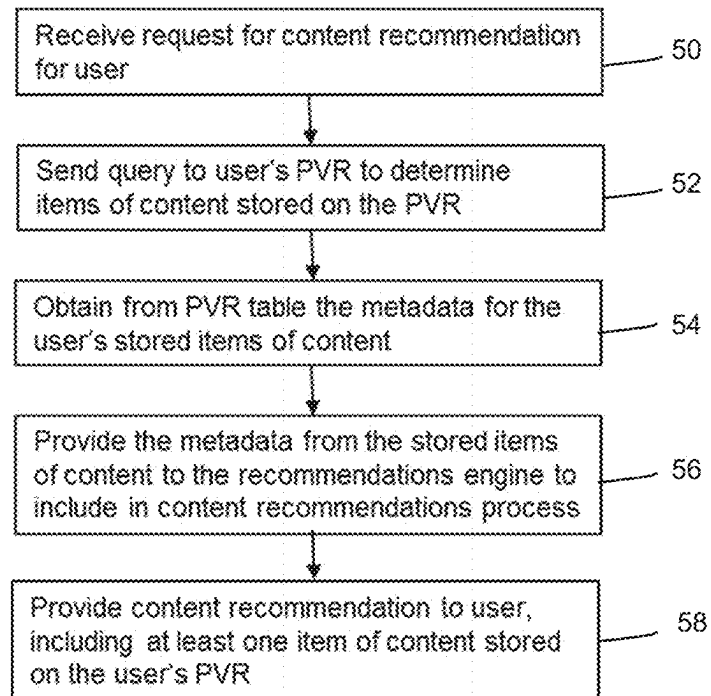 Receive request for content recommendation
for user
50
Send query to user's PVR to determine
items of content stored on the PVR
52
Obtain from PVR table the metadata for the
user's stored items of content
54
Provide the metadata from the stored items
of content to the recommendations engine to
include in content recommendations process
56
Provide content recommendation to user,
including at least one item of content stored
on the user's PVR
58